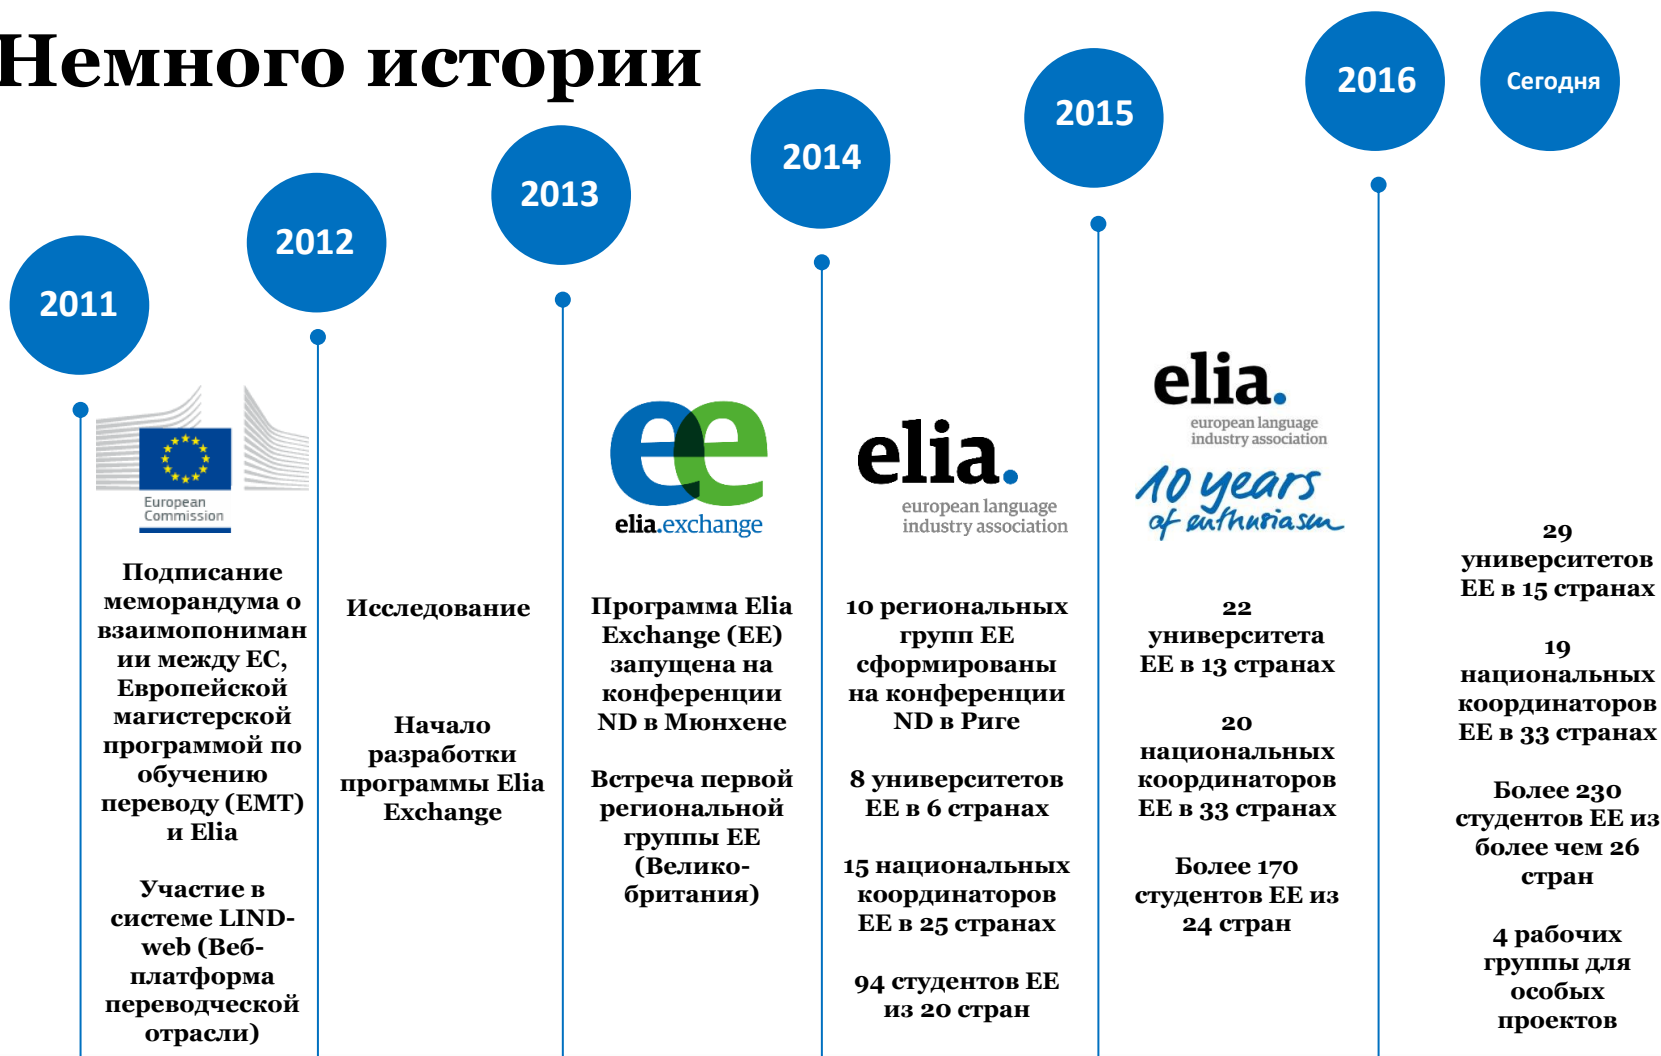 Немного истории
2011
European
Commission
Подписание
меморандума о
взаимопониман
ии между ЕС,
Европейской
магистерской
программой по
обучению
переводу (EMT)
и Elia
Участие в
системе LIND-
web (Веб-
платформа
переводческой
отрасли)
2012
Исследование
Начало
разработки
программы Elia
Exchange
2013
ee
elia.exchange
Программа Elia
Exchange (EE)
запущена на
конференции
ND в Мюнхене
Встреча первой
региональной
группы EE
(Велико-
британия)
2014
elia.
european language
industry association
10 региональных
групп EE
сформированы
на конференции
ND в Риге
8 университетов
EE в 6 странах
15 национальных
координаторов
EE в 25 странах
94 студентов EE
из 20 стран
2015
elia.
european language
industry association
10 years
of enthusiasm
22
университета
EE в 13 странах
20
национальных
координаторов
EE в 33 странах
Более 170
студентов EE из
24 стран
2016
Сегодня
29
университетов
EE в 15 странах
19
национальных
координаторов
EE в 33 странах
Более 230
студентов EE из
более чем 26
стран
4 рабочих
группы для
особых
проектов